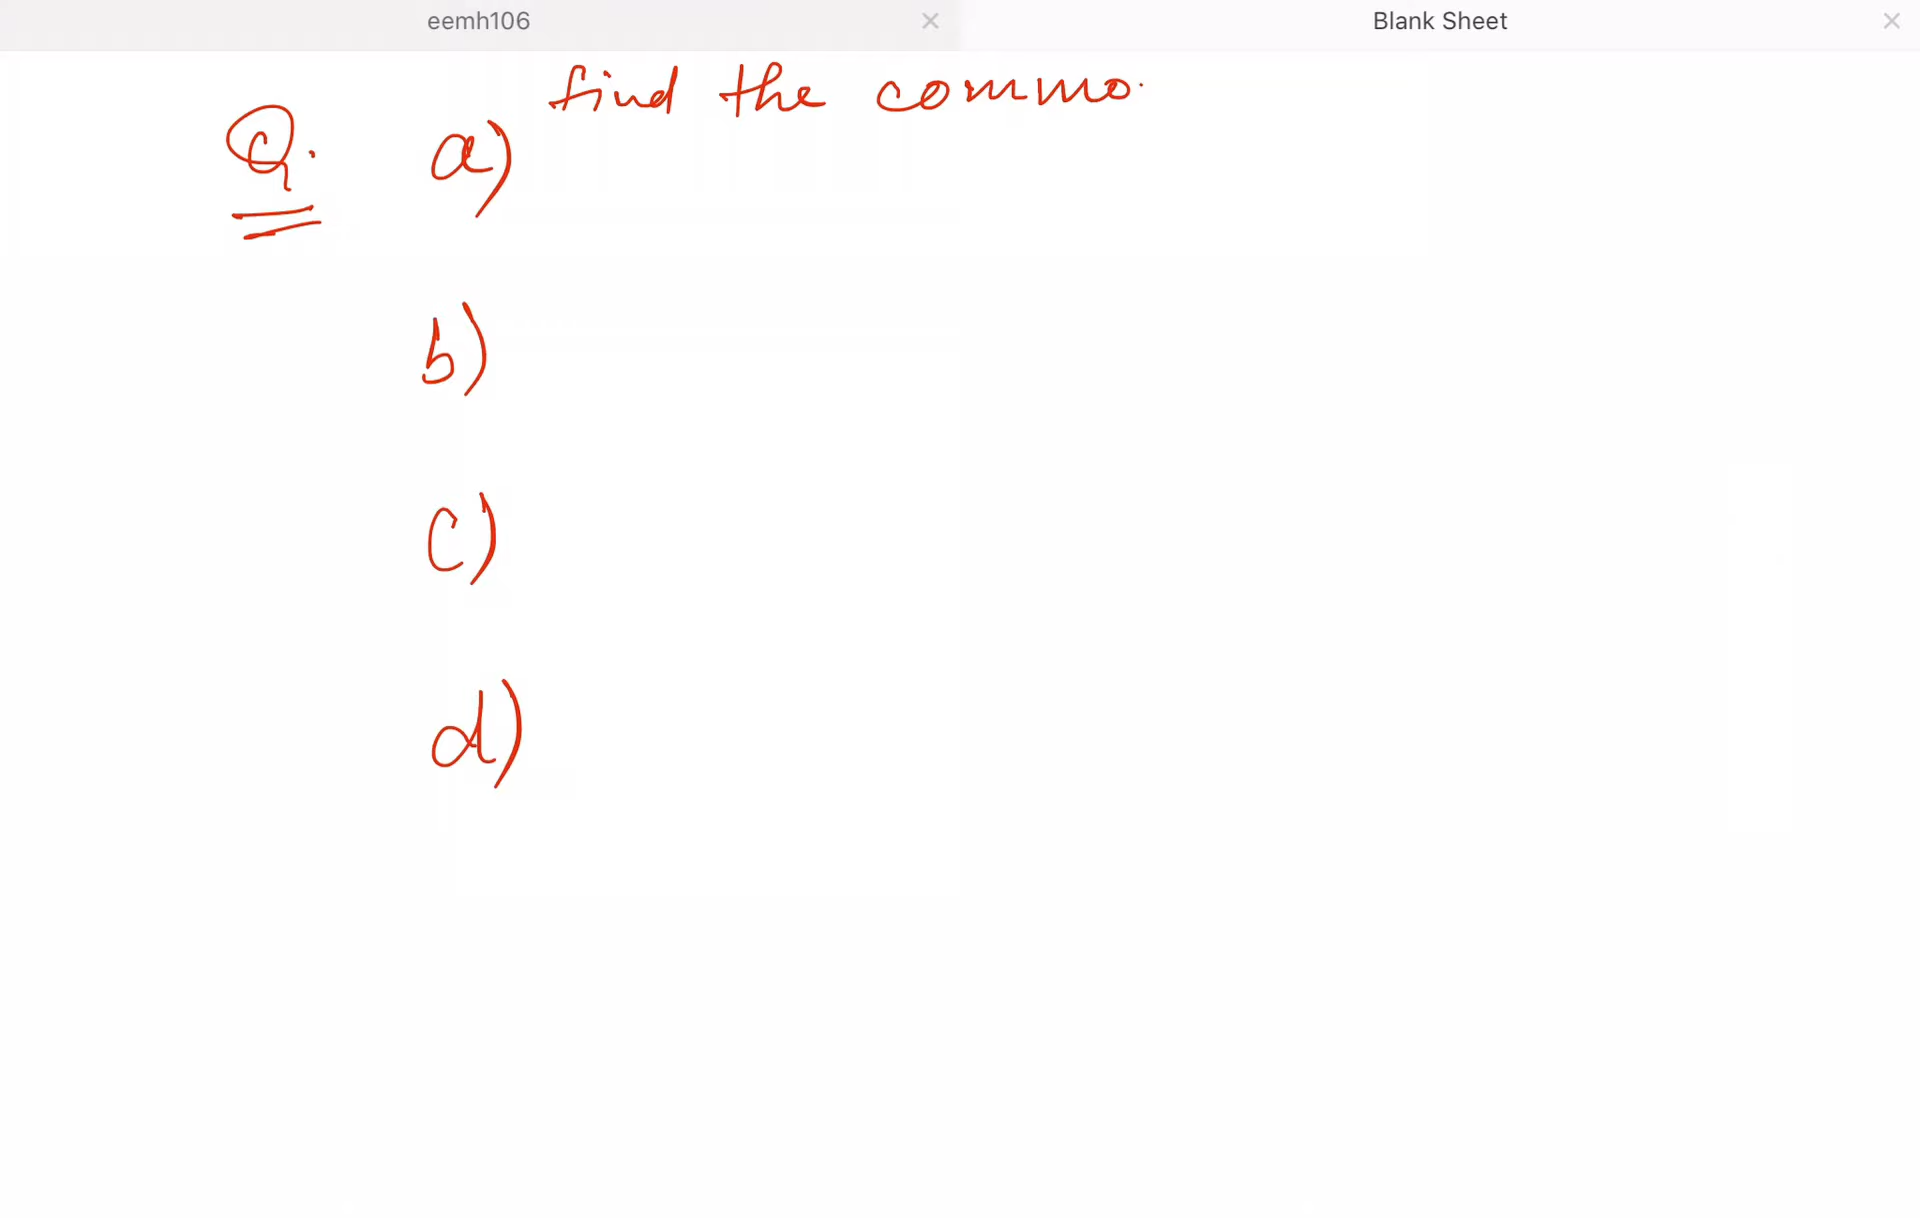 eemh106
Blank Sheet
find the commo.
Q. a)
b)
c)
d)